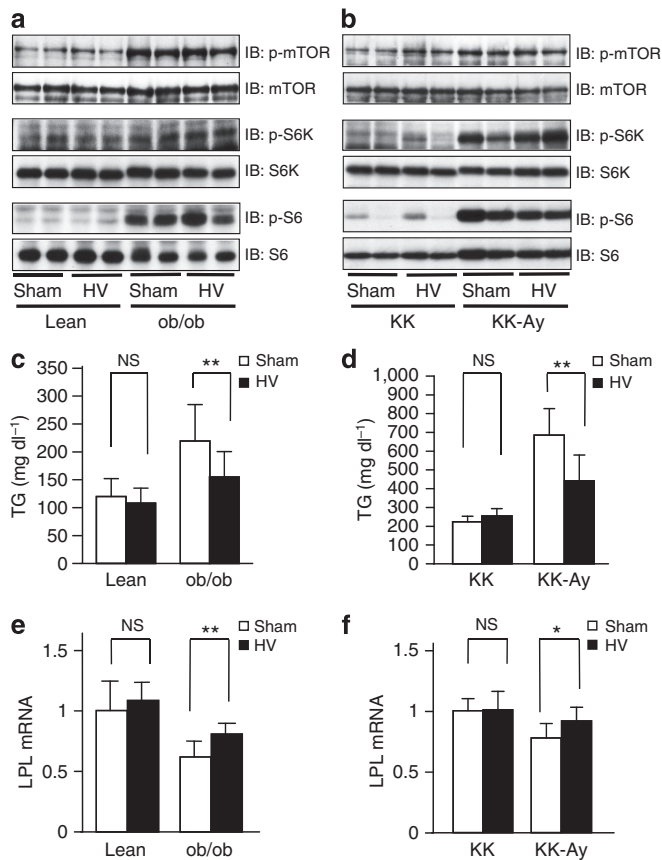 a
IB: p-mTOR
IB: mTOR
IB: p-S6K
IB: S6K
IB: p-S6
IB: S6
Sham HV Sham HV
Lean ob/ob
b
IB: p-mTOR
IB: mTOR
IB: p-S6K
IB: S6K
IB: p-S6
IB: S6
Sham HV Sham HV
KK KK-Ay
c
TG (mg dl⁻¹)
350
300
250
200
150
100
50
0
NS
**
Sham
HV
Lean ob/ob
d
TG (mg dl⁻¹)
1,000
900
800
700
600
500
400
300
200
100
0
NS
**
Sham
HV
KK KK-Ay
e
LPL mRNA
1.5
1
0.5
0
NS
**
Sham
HV
Lean ob/ob
f
LPL mRNA
1.5
1
0.5
0
NS
*
Sham
HV
KK KK-Ay